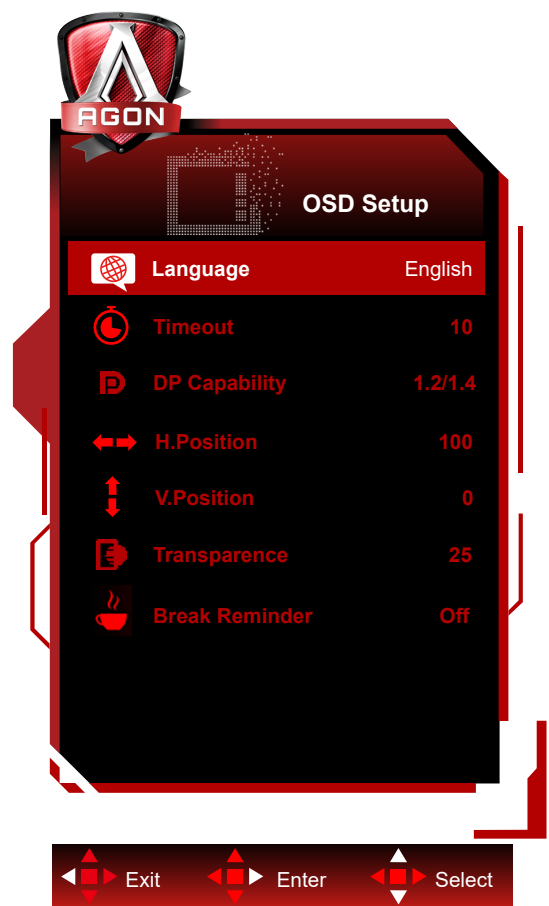 AGON
OSD Setup
Language English
Timeout 10
DP Capability 1.2/1.4
H.Position 100
V.Position 0
Transparence 25
Break Reminder Off
Exit Enter Select